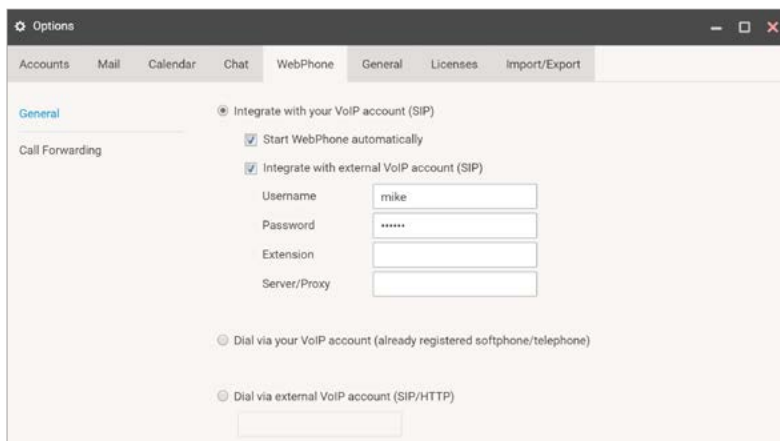 Options
Accounts Mail Calendar Chat WebPhone General Licenses Import/Export
General
Call Forwarding
Integrate with your VoIP account (SIP)
Start WebPhone automatically
Integrate with external VoIP account (SIP)
Username mike
Password ••••••
Extension
Server/Proxy
Dial via your VoIP account (already registered softphone/telephone)
Dial via external VoIP account (SIP/HTTP)